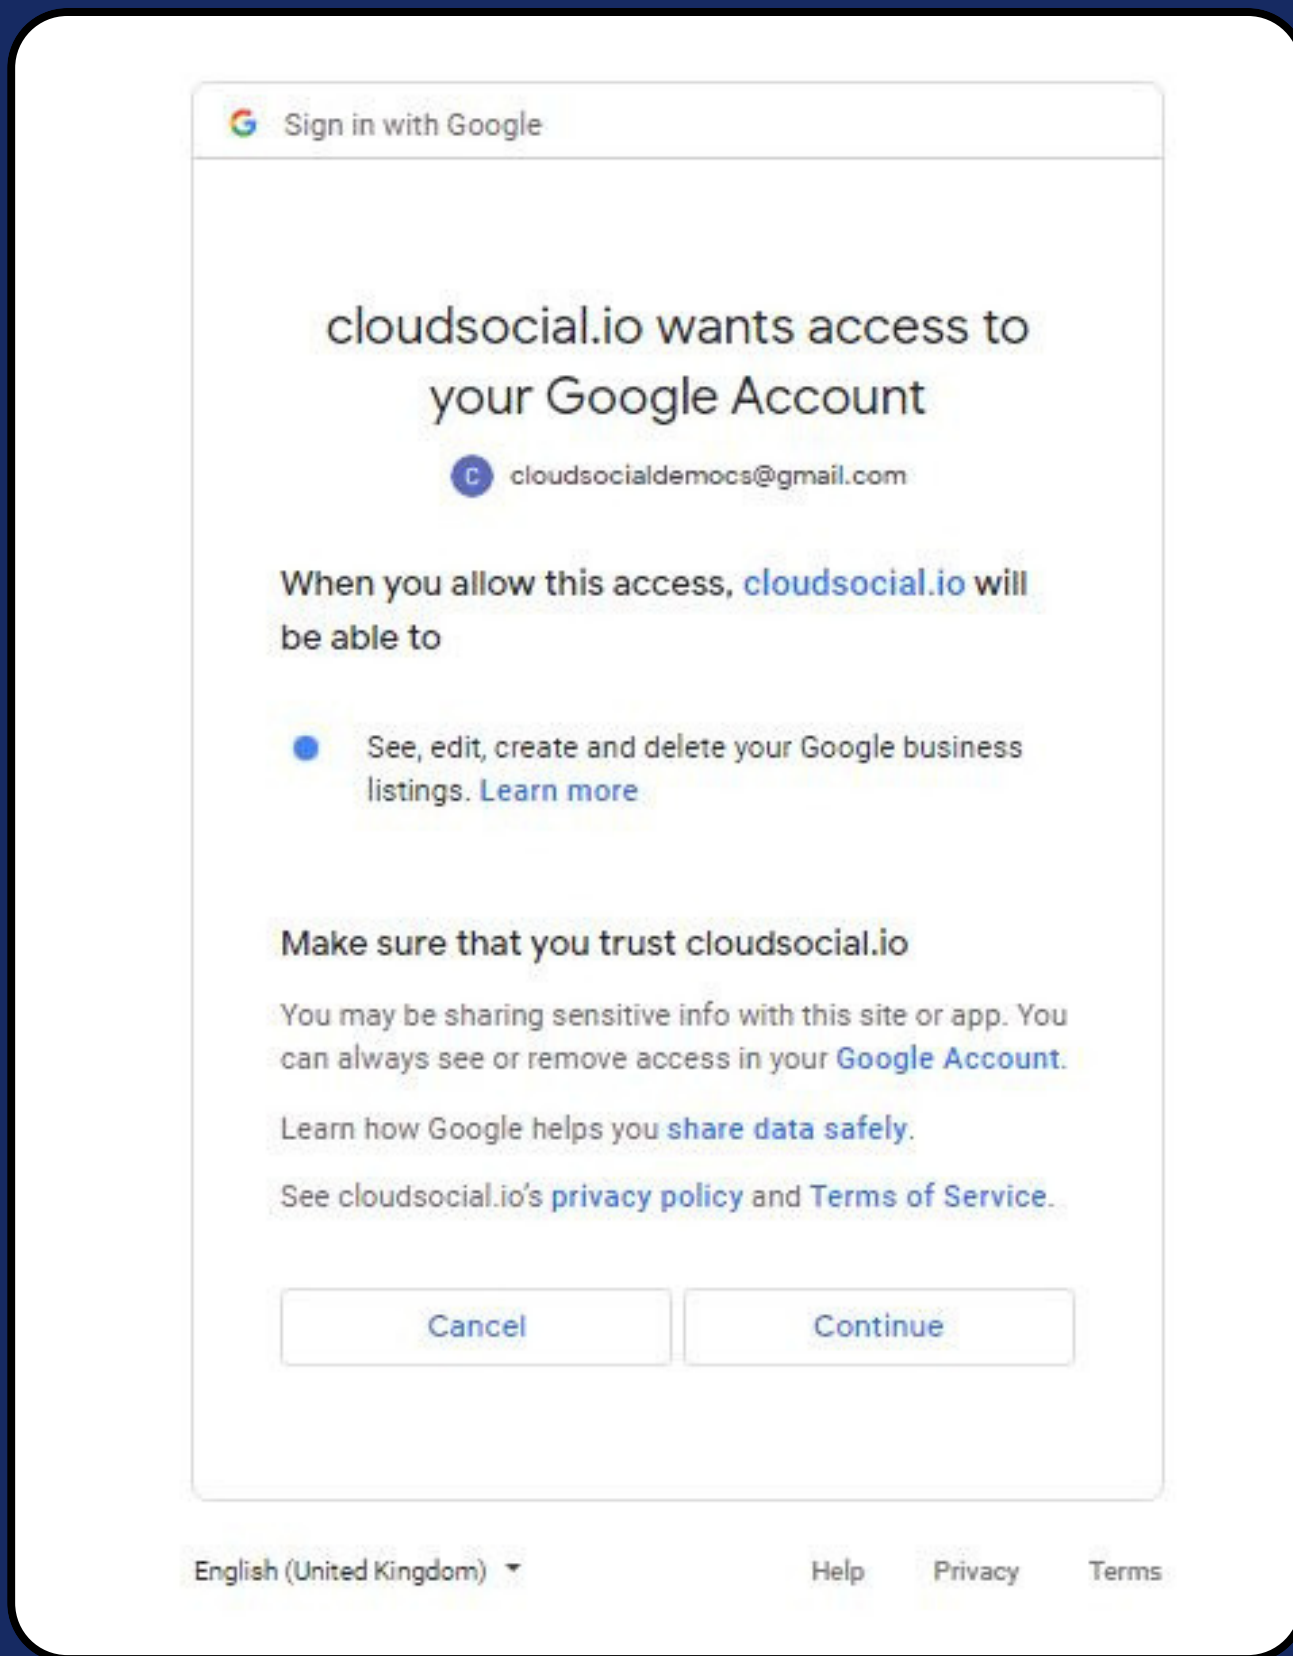 Sign in with Google
cloudsocial.io wants access to
your Google Account
C cloudsocialdemocs@gmail.com
When you allow this access, cloudsocial.io will
be able to
See, edit, create and delete your Google business
listings. Learn more
Make sure that you trust cloudsocial.io
You may be sharing sensitive info with this site or app. You
can always see or remove access in your Google Account.
Learn how Google helps you share data safely.
See cloudsocial.io’s privacy policy and Terms of Service.
Cancel Continue
English (United Kingdom) Help Privacy Terms